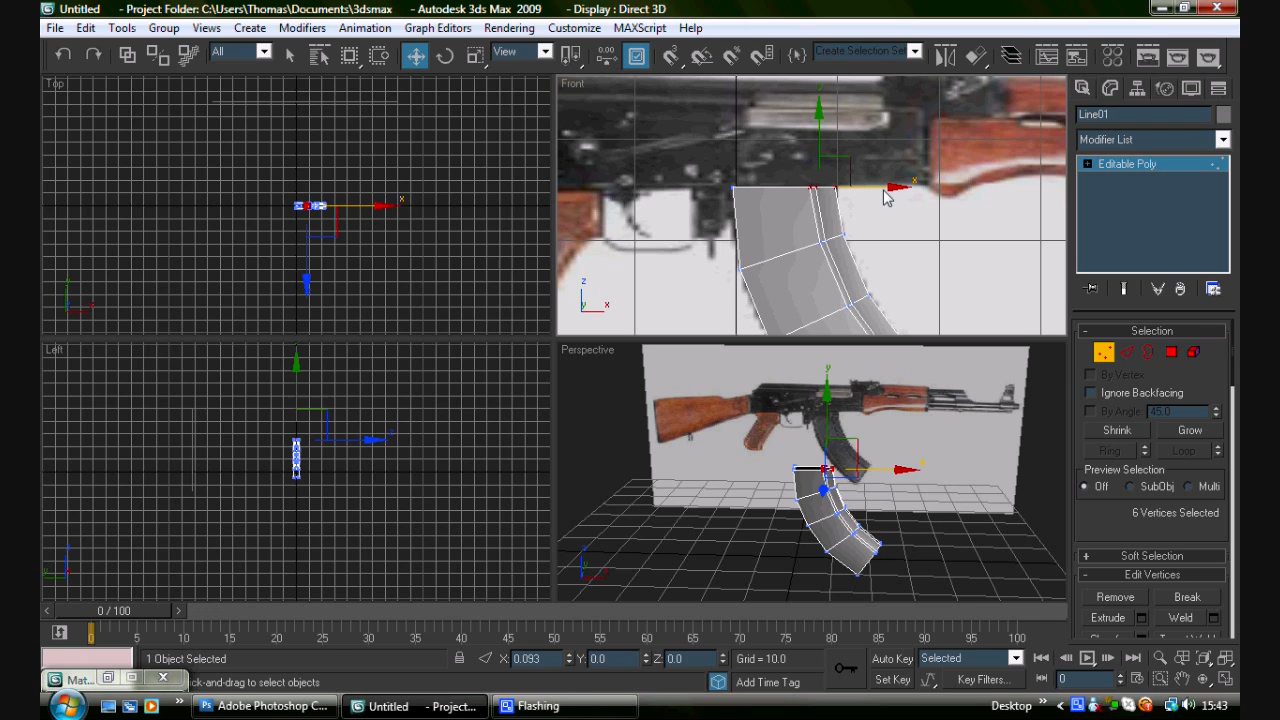 Untitled - Project Folder: C:\Users\Thomas\Documents\3dsmax - Autodesk 3ds Max 2009 - Display : Direct 3D
File Edit Tools Group Views Create Modifiers Animation Graph Editors Rendering Customize MAXScript Help
All View 0.00 Create Selection Set
Top Front
Line01
Modifier List
Editable Poly
x
x
z
y x
Left Perspective
Selection
By Vertex
Ignore Backfacing
By Angle: 45.0
Shrink Grow
Ring Loop
Preview Selection
Off SubObj Multi
6 Vertices Selected
Soft Selection
Edit Vertices
Remove Break
Extrude Weld
0 / 100
0 5 10 15 20 25 30 35 40 45 50 55 60 65 70 75 80 85 90 95 100
1 Object Selected X: 0.093 Y: 0.0 Z: 0.0 Grid = 10.0 Auto Key Selected
Mat... ck-and-drag to select objects Add Time Tag Set Key Key Filters... 0
Adobe Photoshop C... Untitled - Projec... Flashing Desktop 15:43